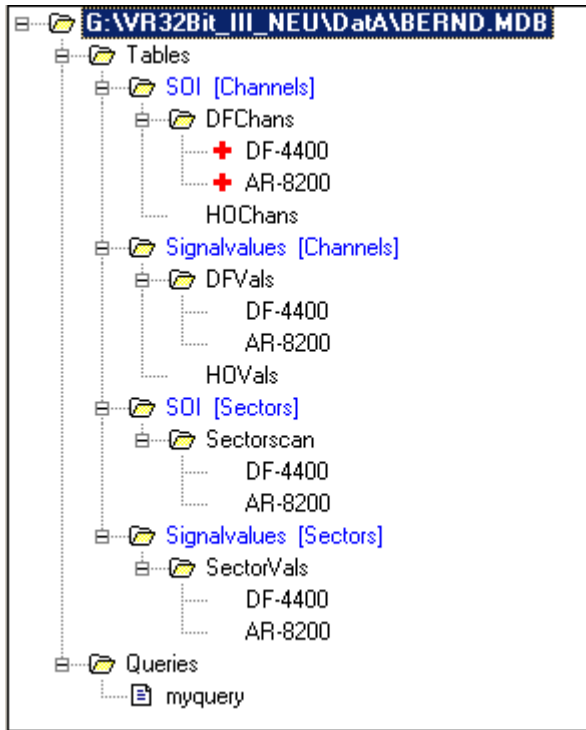 G:\VR32Bit_III_NEU\DatA\BERND.MDB
Tables
SOI [Channels]
DFChans
DF-4400
AR-8200
HOChans
Signalvalues [Channels]
DFVals
DF-4400
AR-8200
HOVals
SOI [Sectors]
Sectorscan
DF-4400
AR-8200
Signalvalues [Sectors]
SectorVals
DF-4400
AR-8200
Queries
myquery